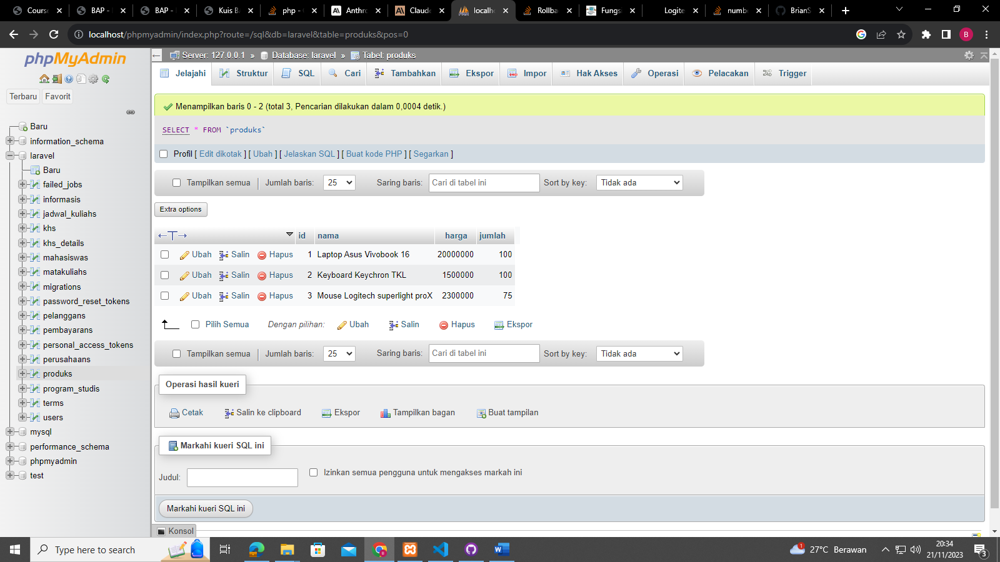 Course
BAP -
BAP -
Kuis BA
php -
Anthro
Claude
localho
Rollba
Fungs
Logite
numbe
BrianS
localhost/phpmyadmin/index.php?route=/sql&db=laravel&table=produks&pos=0
B
phpMyAdmin
Terbaru Favorit
Baru
information_schema
laravel
Baru
failed_jobs
informasis
jadwal_kuliahs
khs
khs_details
mahasiswas
matakuliahs
migrations
password_reset_tokens
pelanggans
pembayarans
personal_access_tokens
perusahaans
produks
program_studis
terms
users
mysql
performance_schema
phpmyadmin
test
Server: 127.0.0.1 » Database: laravel » Tabel: produks
Jelajahi Struktur SQL Cari Tambahkan Ekspor Impor Hak Akses Operasi Pelacakan Trigger
Menampilkan baris 0 - 2 (total 3, Pencarian dilakukan dalam 0,0004 detik.)
SELECT * FROM `produks`
Profil [ Edit dikotak ] [ Ubah ] [ Jelaskan SQL ] [ Buat kode PHP ] [ Segarkan ]
Tampilkan semua Jumlah baris: 25 Saring baris: Cari di tabel ini Sort by key: Tidak ada
Extra options
id nama harga jumlah
Ubah Salin Hapus 1 Laptop Asus Vivobook 16 20000000 100
Ubah Salin Hapus 2 Keyboard Keychron TKL 1500000 100
Ubah Salin Hapus 3 Mouse Logitech superlight proX 2300000 75
Pilih Semua Dengan pilihan: Ubah Salin Hapus Ekspor
Tampilkan semua Jumlah baris: 25 Saring baris: Cari di tabel ini Sort by key: Tidak ada
Operasi hasil kueri
Cetak Salin ke clipboard Ekspor Tampilkan bagan Buat tampilan
Markahi kueri SQL ini
Judul: Izinkan semua pengguna untuk mengakses markah ini
Markahi kueri SQL ini
Konsol
Type here to search
1
27°C Berawan
20:34
21/11/2023
3